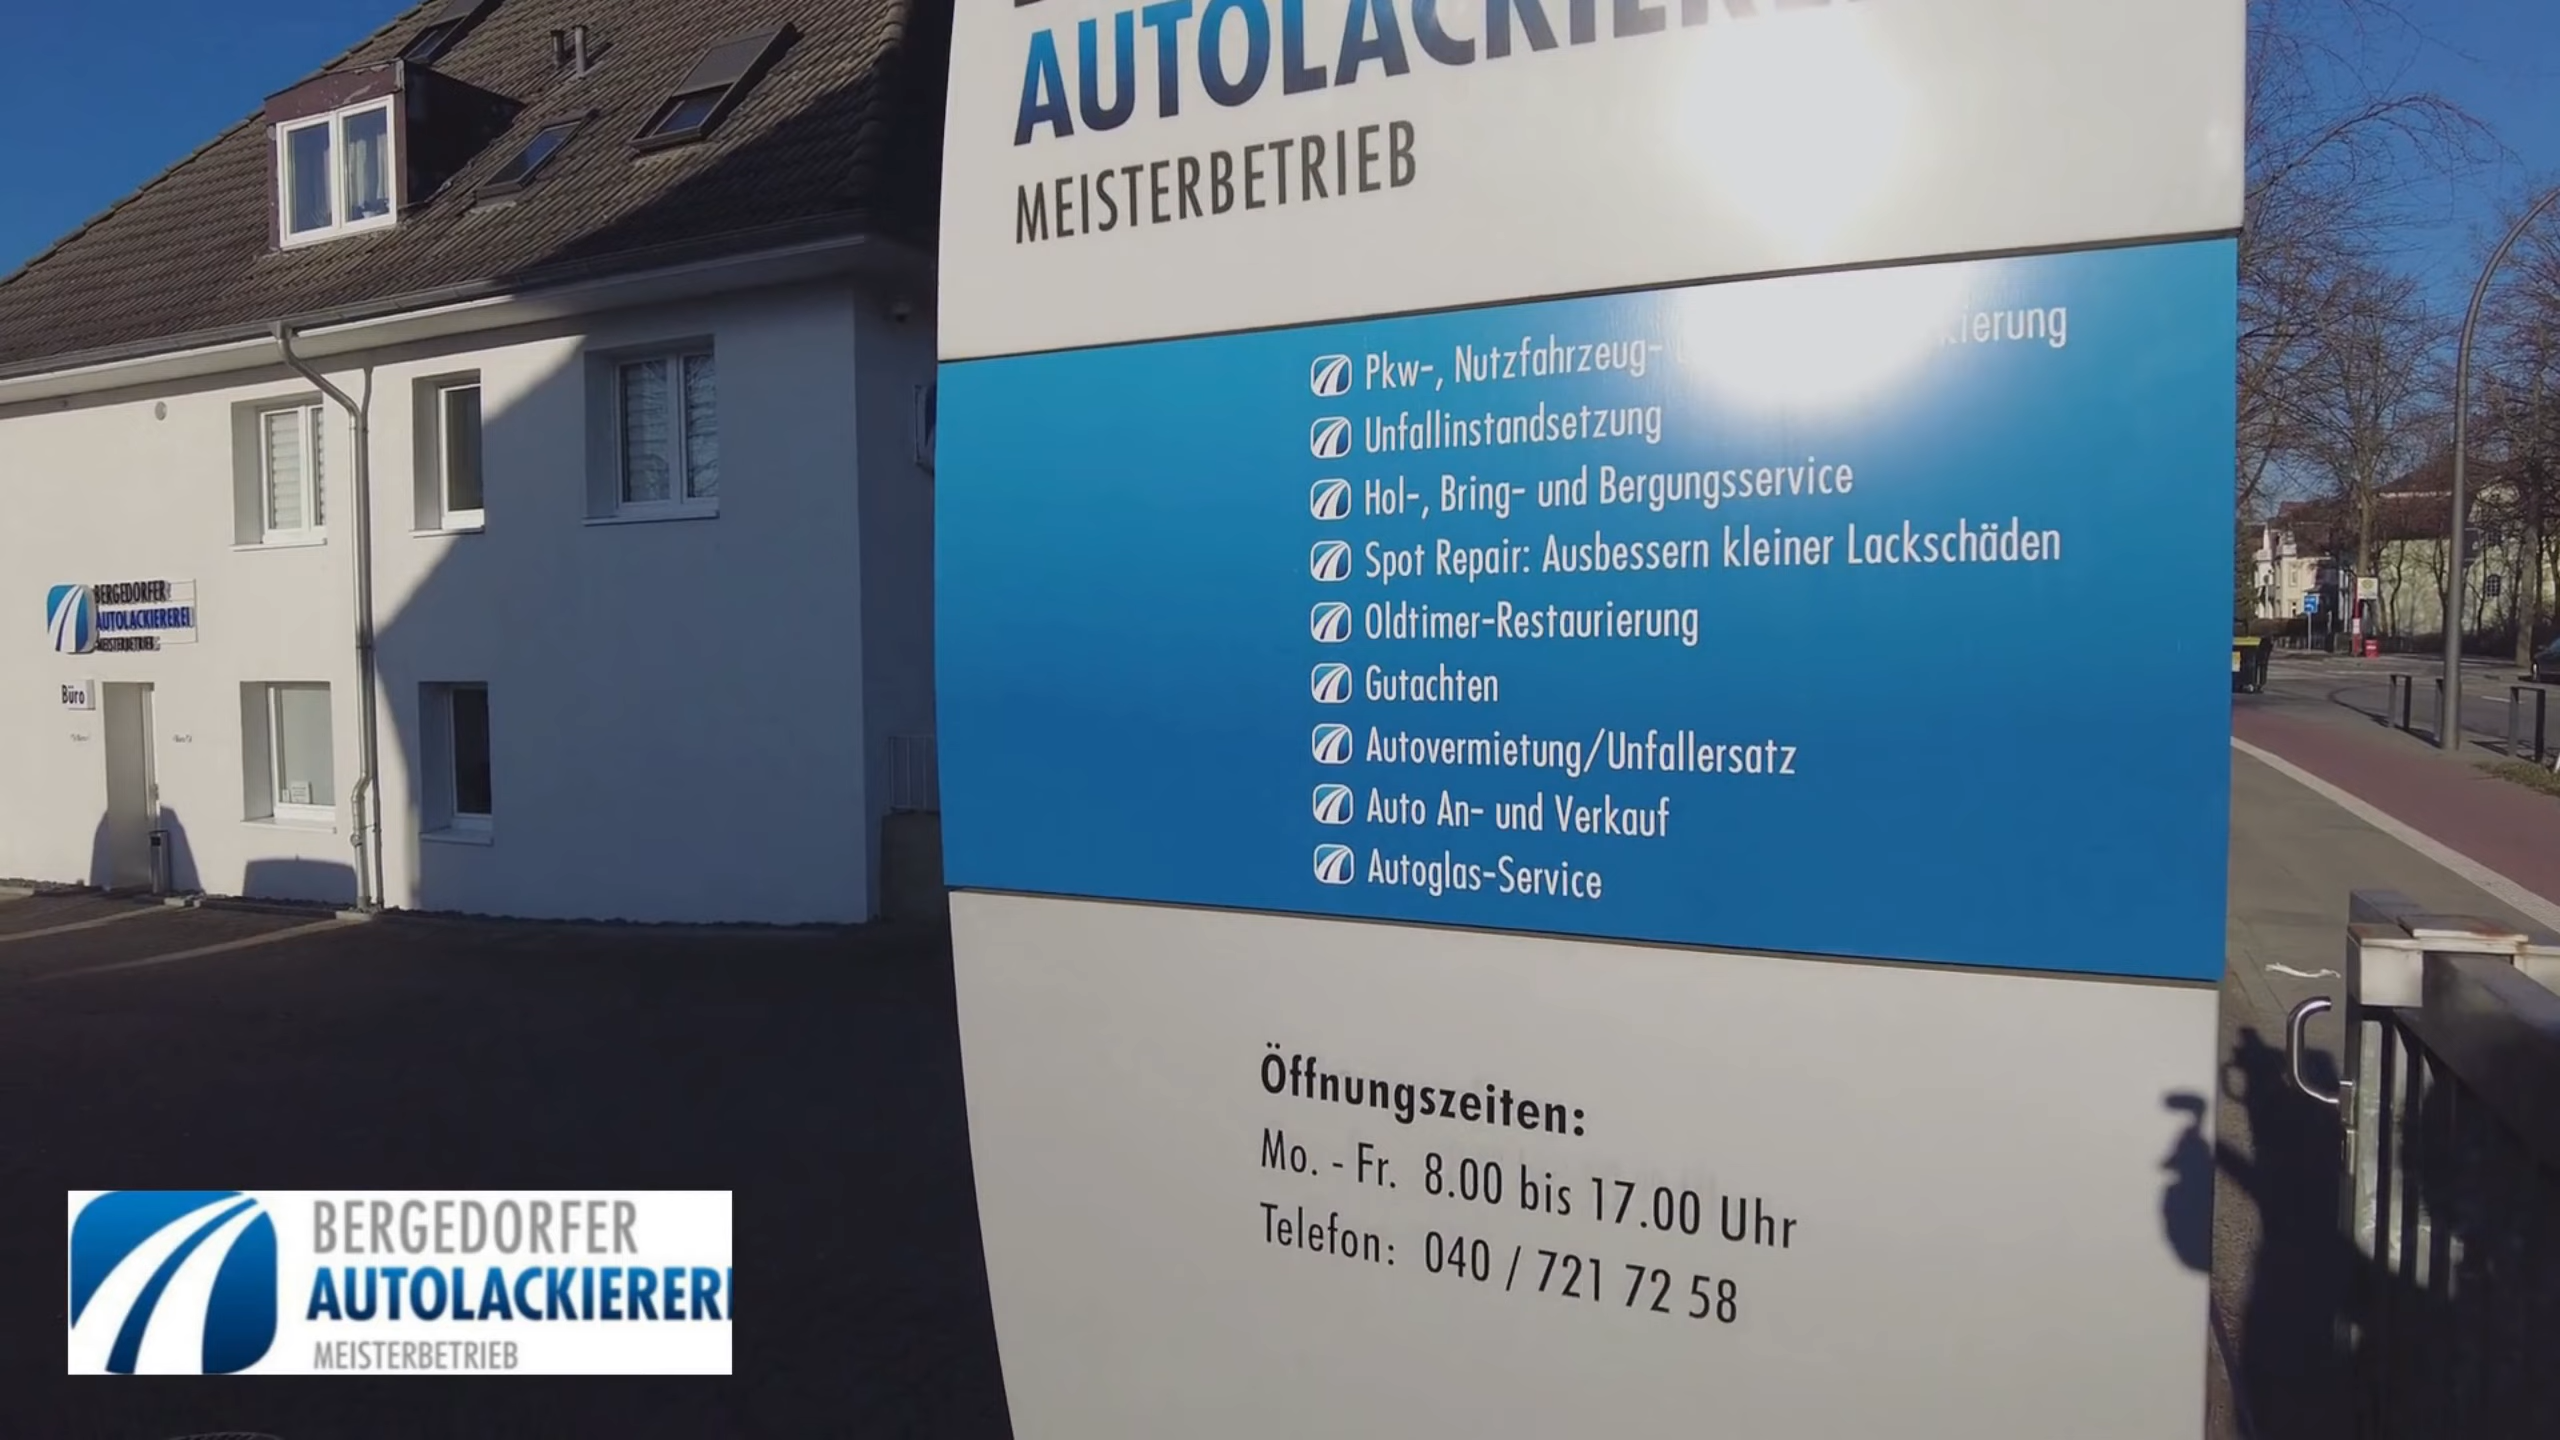 AUTOLACKIEREREI
MEISTERBETRIEB
Pkw-, Nutzfahrzeug-
Unfallinstandsetzung
Hol-, Bring- und Bergungsservice
Spot Repair: Ausbessern kleiner Lackschäden
Oldtimer-Restaurierung
Gutachten
Autovermietung/Unfallersatz
Auto An- und Verkauf
Autoglas-Service
Öffnungszeiten:
Mo. - Fr. 8.00 bis 17.00 Uhr
Telefon: 040 / 721 72 58
BERGEDORFER
AUTOLACKIEREREI
MEISTERBETRIEB
Büro
BERGEDORFER
AUTOLACKIEREREI
MEISTERBETRIEB